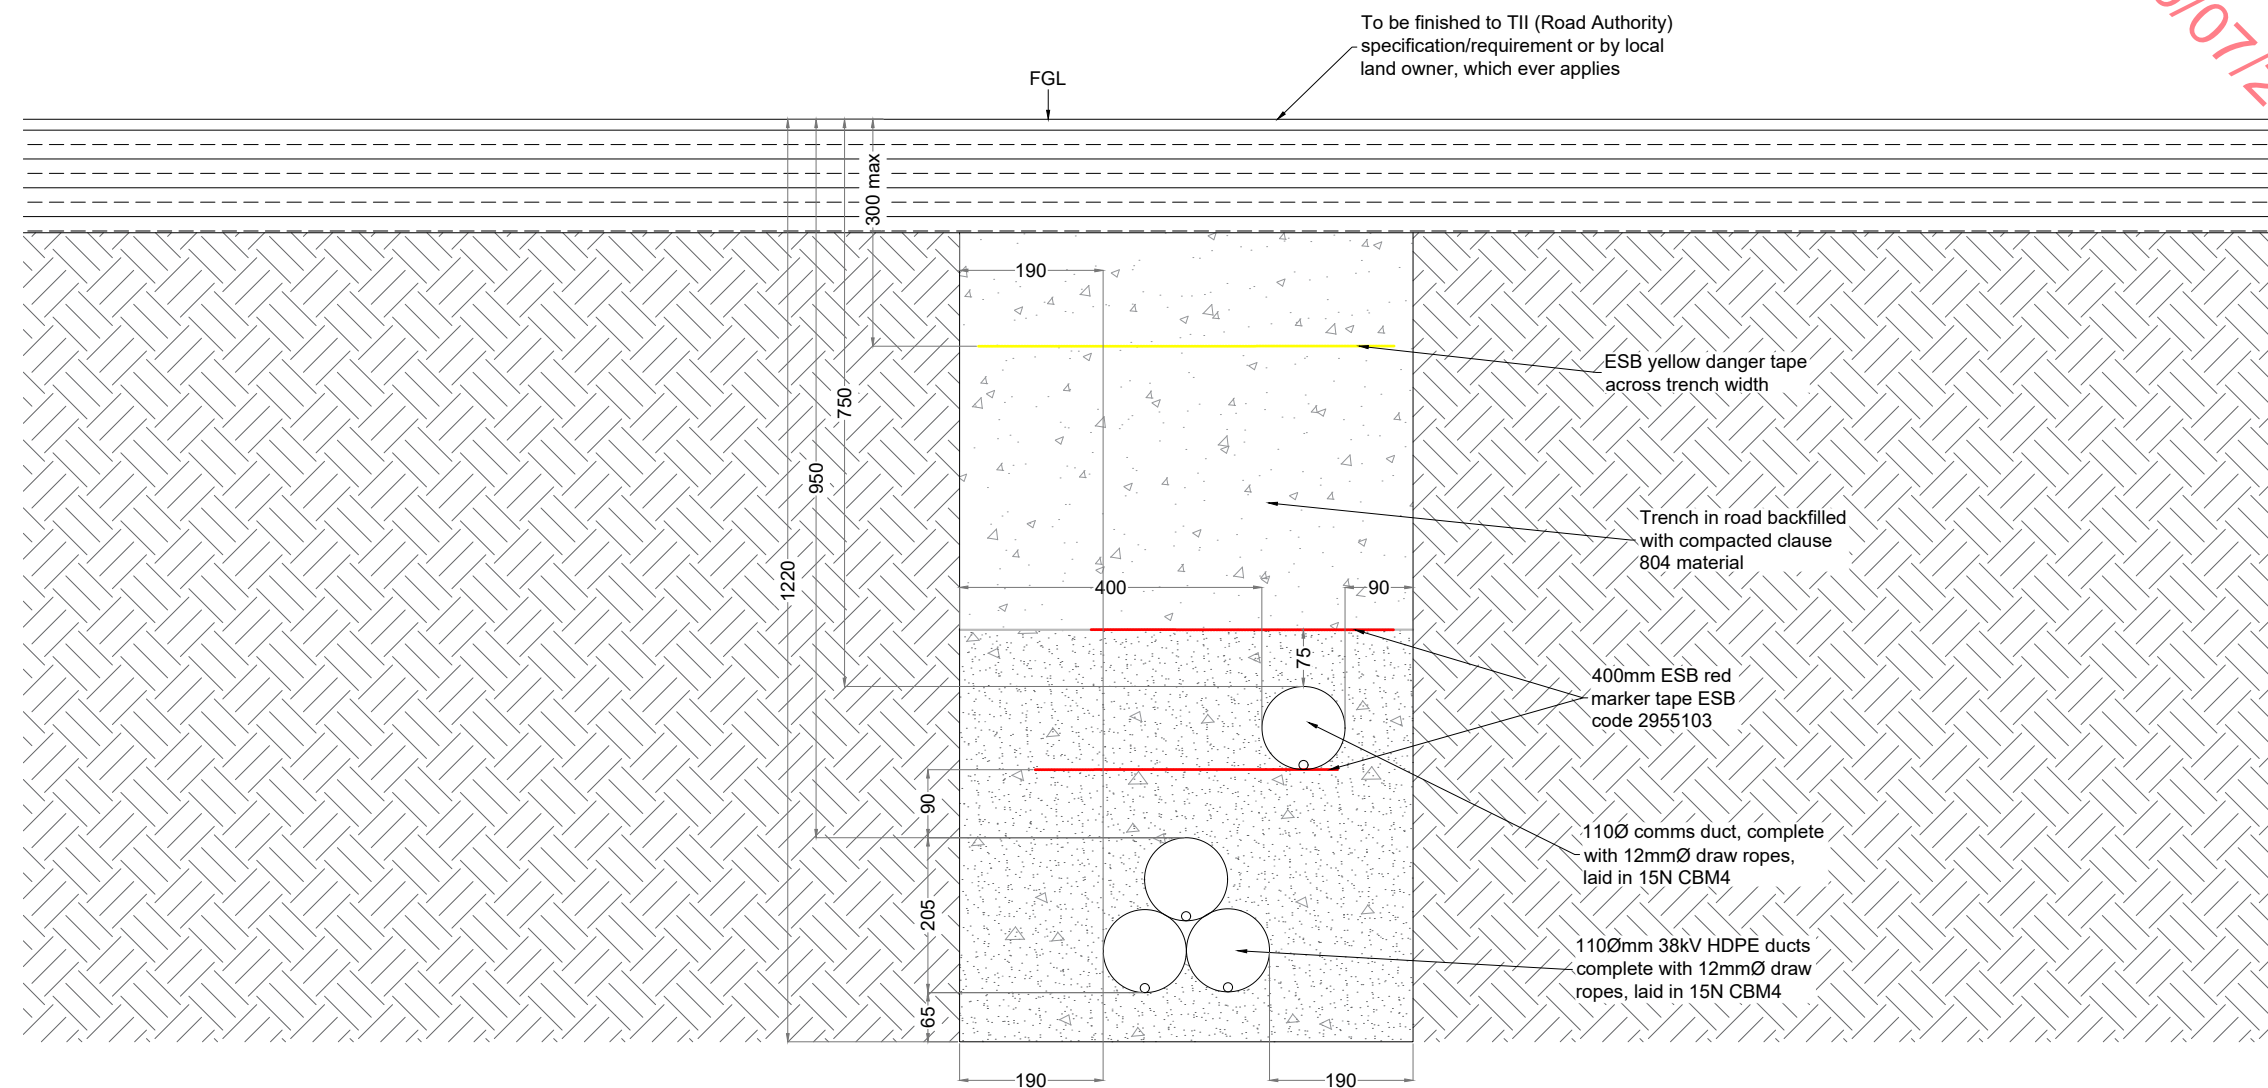 To be finished to TII (Road Authority)
specification/requirement or by local
land owner, which ever applies
FGL
300 max
190
750
ESB yellow danger tape
across trench width
950
Trench in road backfilled
with compacted clause
804 material
1220
400
90
75
400mm ESB red
marker tape ESB
code 2955103
90
110Ø comms duct, complete
with 12mmØ draw ropes,
laid in 15N CBM4
205
110Ømm 38kV HDPE ducts
complete with 12mmØ draw
ropes, laid in 15N CBM4
65
190
190